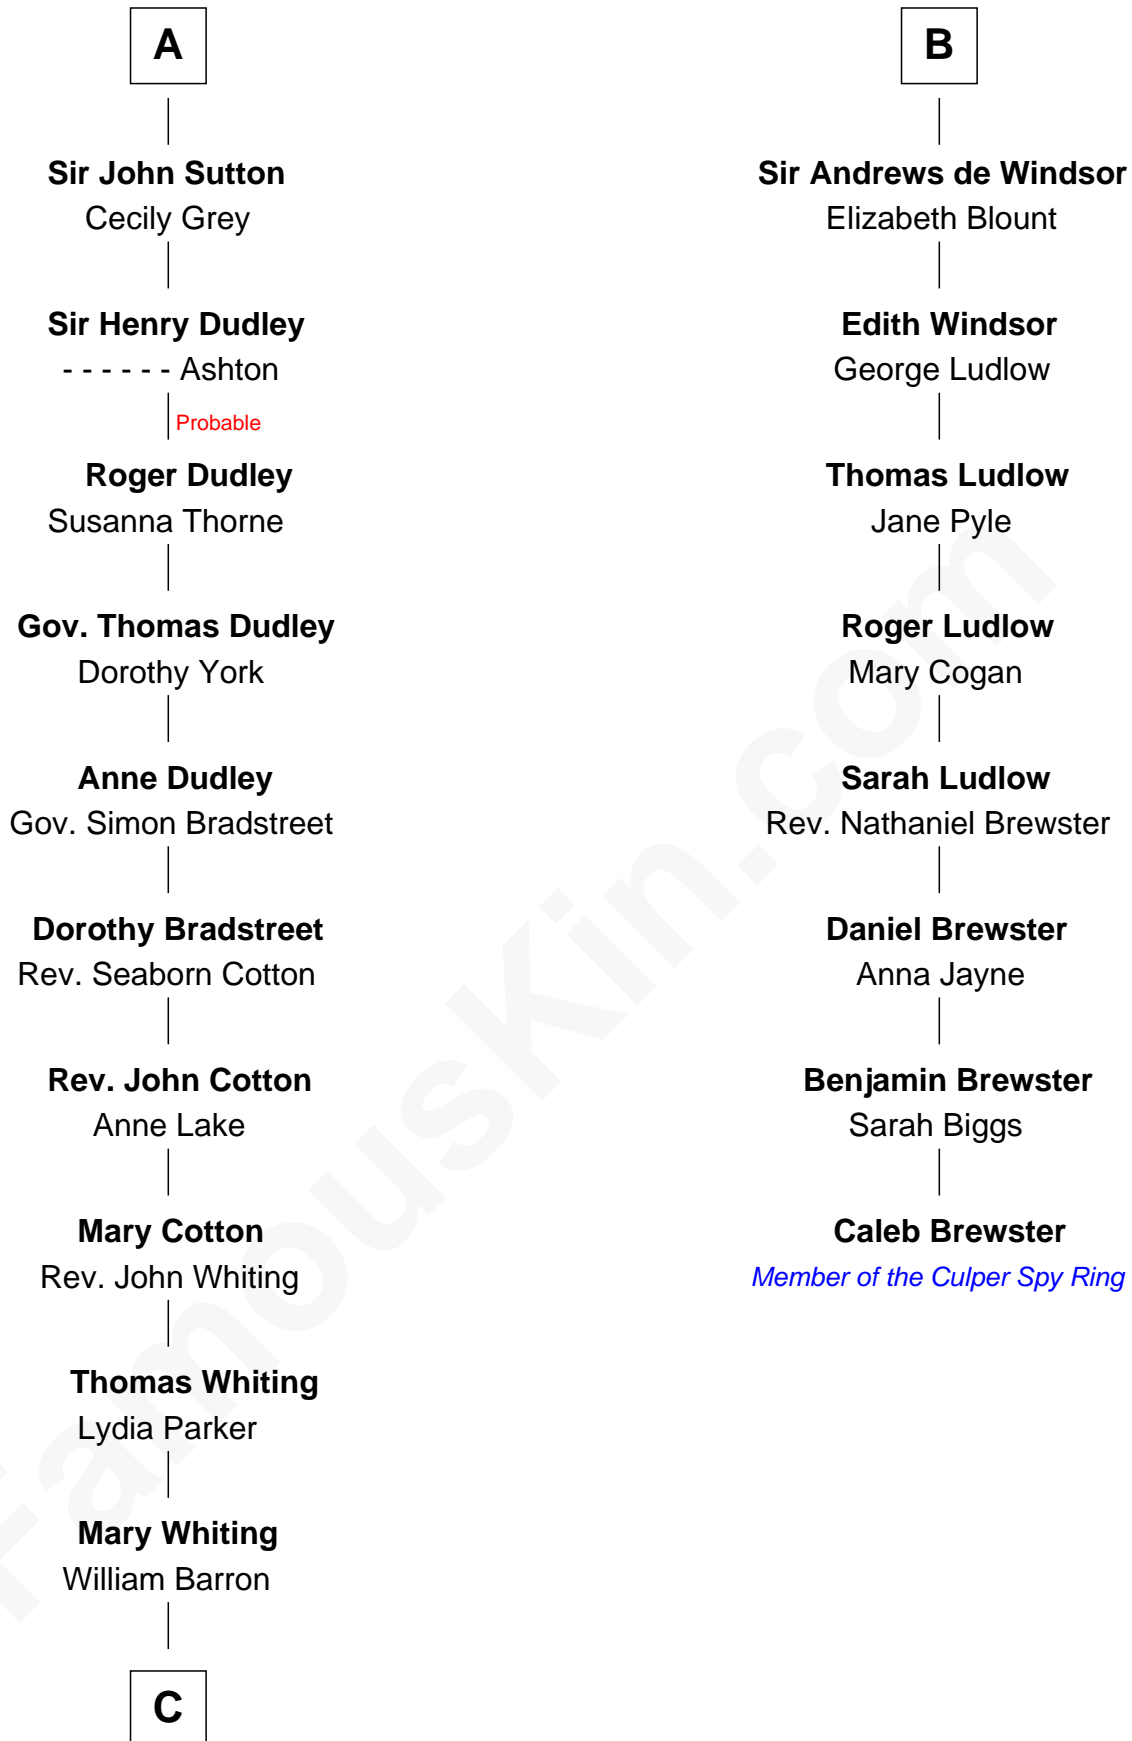 A
Sir John Sutton
Cecily Grey
Sir Henry Dudley
- - - - - - Ashton
Probable
Roger Dudley
Susanna Thorne
Gov. Thomas Dudley
Dorothy York
Anne Dudley
Gov. Simon Bradstreet
Dorothy Bradstreet
Rev. Seaborn Cotton
Rev. John Cotton
Anne Lake
Mary Cotton
Rev. John Whiting
Thomas Whiting
Lydia Parker
Mary Whiting
William Barron
C
B
Sir Andrews de Windsor
Elizabeth Blount
Edith Windsor
George Ludlow
Thomas Ludlow
Jane Pyle
Roger Ludlow
Mary Cogan
Sarah Ludlow
Rev. Nathaniel Brewster
Daniel Brewster
Anna Jayne
Benjamin Brewster
Sarah Biggs
Caleb Brewster
Member of the Culper Spy Ring
FamousKin.com